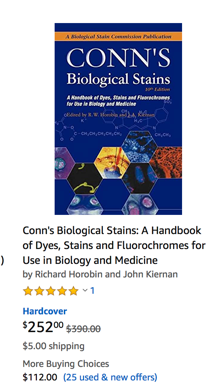 A Biological Stain Commission Publication
CONN'S
Biological Stains
10th Edition
A Handbook of Dyes, Stains and Fluorochromes
for Use in Biology and Medicine
Edited by R. W. Horobin and J.A. Kiernan
Conn's Biological Stains: A Handbook
of Dyes, Stains and Fluorochromes for
)
Use in Biology and Medicine
by Richard Horobin and John Kiernan
1
Hardcover
$252.00 $390.00
$5.00 shipping
More Buying Choices
$112.00 (25 used & new offers)